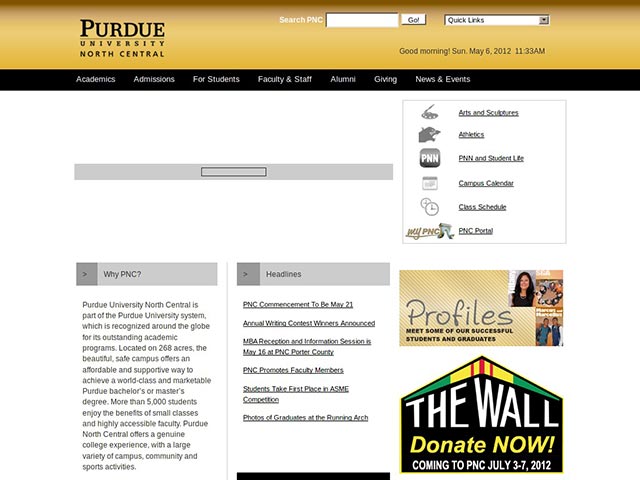 PURDUE
UNIVERSITY
NORTH CENTRAL
Search PNC
Go!
Quick Links
Good morning! Sun. May 6, 2012 11:33AM
Academics Admissions For Students Faculty & Staff Alumni Giving News & Events
Arts and Sculptures
Athletics
PNN
PNN and Student Life
Campus Calendar
Class Schedule
my PNC
PNC Portal
> Why PNC?
Purdue University North Central is
part of the Purdue University system,
which is recognized around the globe
for its outstanding academic
programs. Located on 268 acres, the
beautiful, safe campus offers an
affordable and supportive way to
achieve a world-class and marketable
Purdue bachelor's or master's
degree. More than 5,000 students
enjoy the benefits of small classes
and highly accessible faculty. Purdue
North Central offers a genuine
college experience, with a large
variety of campus, community and
sports activities.
> Headlines
PNC Commencement To Be May 21
Annual Writing Contest Winners Announced
MBA Reception and Information Session is
May 16 at PNC Porter County
PNC Promotes Faculty Members
Students Take First Place in ASME
Competition
Photos of Graduates at the Running Arch
Profiles
MEET SOME OF OUR SUCCESSFUL
STUDENTS AND GRADUATES
THE WALL
Donate NOW!
COMING TO PNC JULY 3-7, 2012